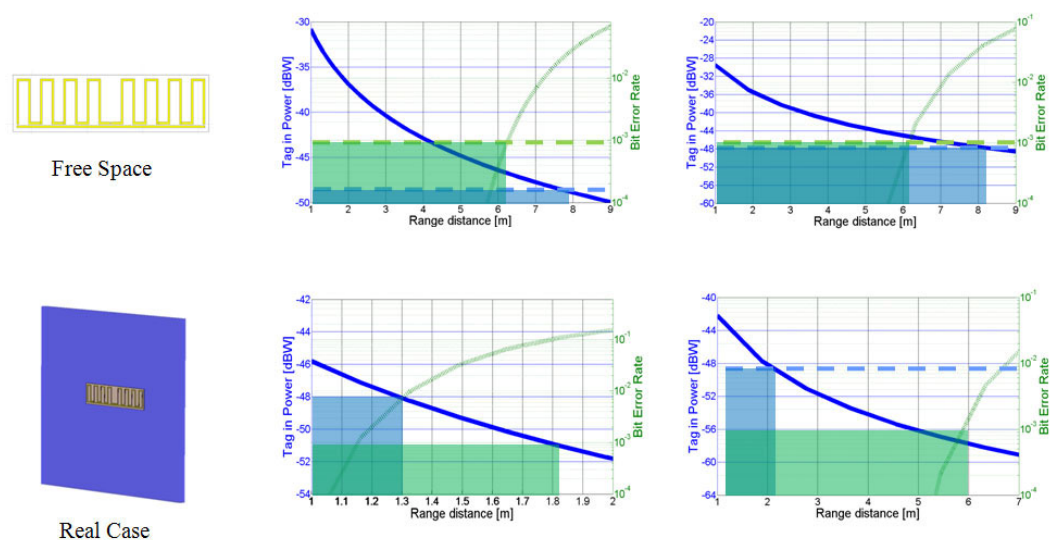 Free Space
Tag in Power [dBW]
-30
-35
-40
-45
-50
1 2 3 4 5 6 7 8 9
Range distance [m]
10⁻²
10⁻³
10⁻⁴
Bit Error Rate
Tag in Power [dBW]
-20
-24
-28
-32
-36
-40
-44
-48
-52
-56
-60
1 2 3 4 5 6 7 8 9
Range distance [m]
10⁻¹
10⁻²
10⁻³
10⁻⁴
Bit Error Rate
Real Case
Tag in Power [dBW]
-42
-44
-46
-48
-50
-52
-54
1 1.1 1.2 1.3 1.4 1.5 1.6 1.7 1.8 1.9 2
Range distance [m]
10⁻¹
10⁻²
10⁻³
10⁻⁴
Bit Error Rate
Tag in Power [dBW]
-40
-44
-48
-52
-56
-60
-64
1 2 3 4 5 6 7
Range distance [m]
10⁻¹
10⁻²
10⁻³
10⁻⁴
Bit Error Rate